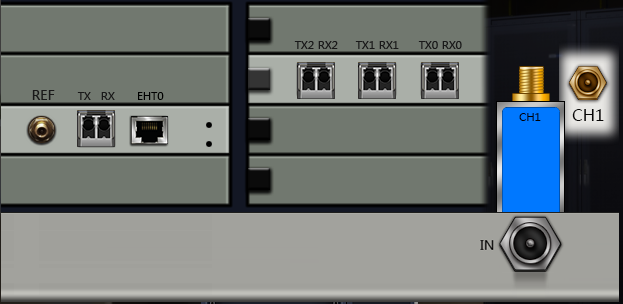 TX2 RX2 TX1 RX1 TX0 RX0
REF TX RX EHT0
CH1
CH1
IN